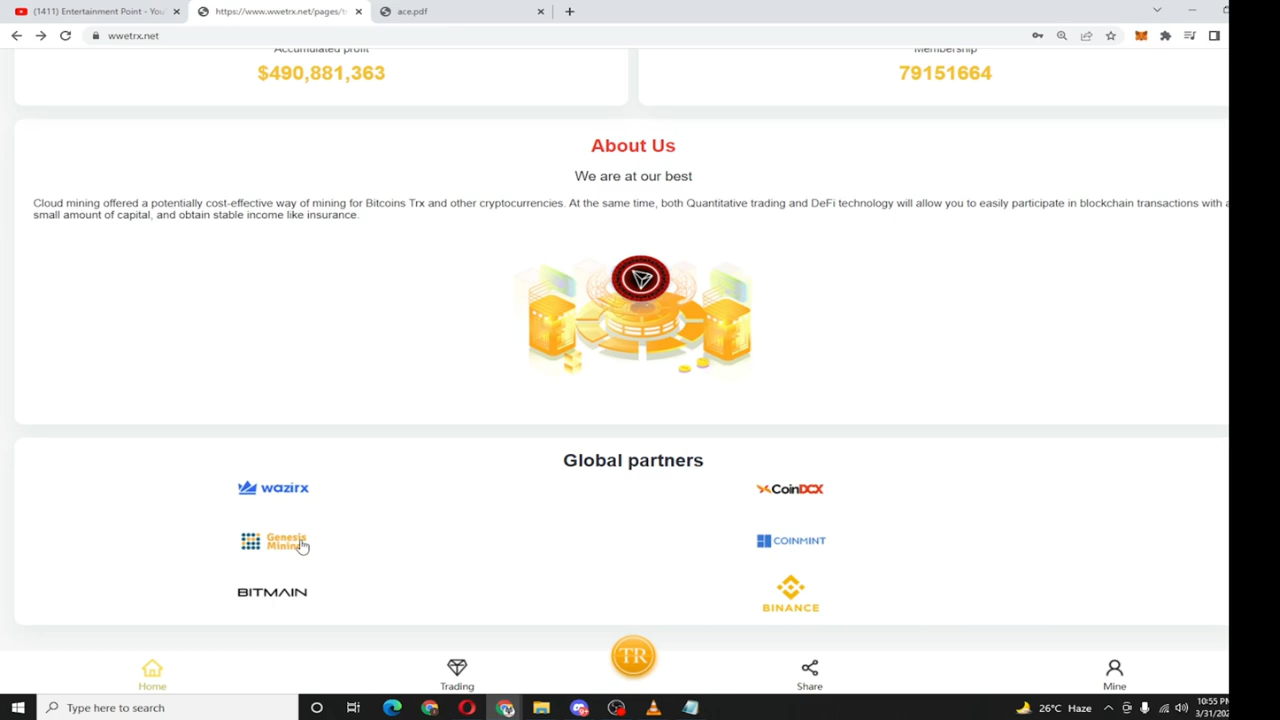 (1411) Entertainment Point - You
https://www.wwetrx.net/pages/tr
ace.pdf
wwetrx.net
Accumulated profit
Membership
$490,881,363
79151664
About Us
We are at our best
Cloud mining offered a potentially cost-effective way of mining for Bitcoins Trx and other cryptocurrencies. At the same time, both Quantitative trading and DeFi technology will allow you to easily participate in blockchain transactions with a
small amount of capital, and obtain stable income like insurance.
Global partners
wazirx
CoinDCX
Genesis
Mining
COINMINT
BITMAIN
BINANCE
TR
Home
Trading
Share
Mine
Type here to search
26°C Haze
10:55 PM
3/31/202